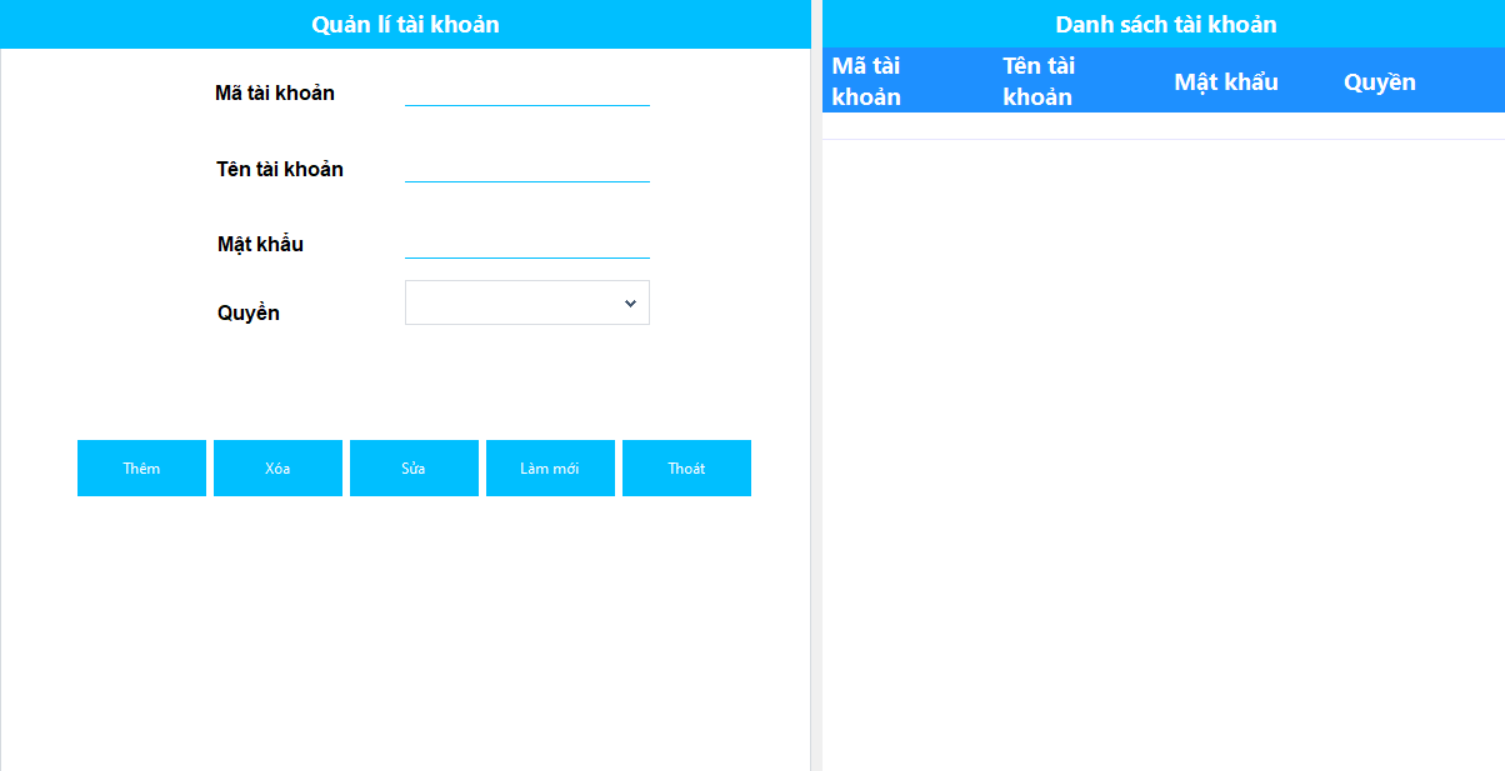 Quản lí tài khoản
Mã tài khoản
Tên tài khoản
Mật khẩu
Quyền
Thêm
Xóa
Sửa
Làm mới
Thoát
Danh sách tài khoản
Mã tài
khoản
Tên tài
khoản
Mật khẩu
Quyền